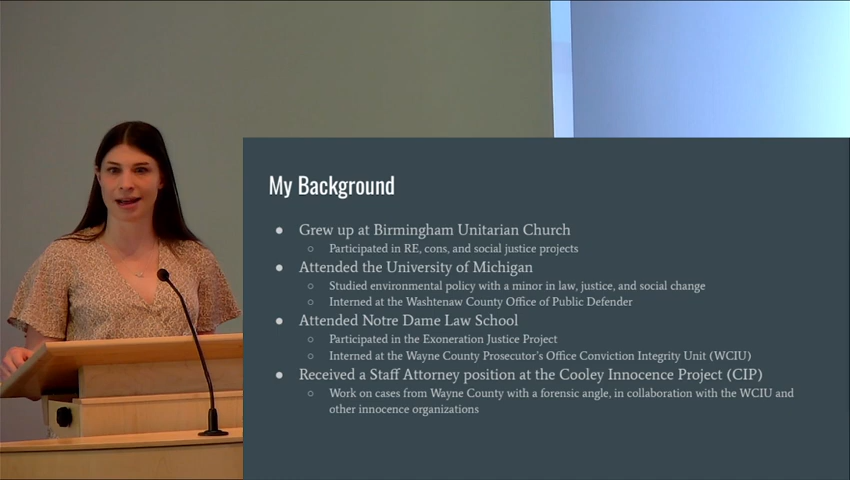 My Background
● Grew up at Birmingham Unitarian Church
○ Participated in RE, cons, and social justice projects
● Attended the University of Michigan
○ Studied environmental policy with a minor in law, justice, and social change
○ Interned at the Washtenaw County Office of Public Defender
● Attended Notre Dame Law School
○ Participated in the Exoneration Justice Project
○ Interned at the Wayne County Prosecutor's Office Conviction Integrity Unit (WCIU)
● Received a Staff Attorney position at the Cooley Innocence Project (CIP)
○ Work on cases from Wayne County with a forensic angle, in collaboration with the WCIU and
other innocence organizations